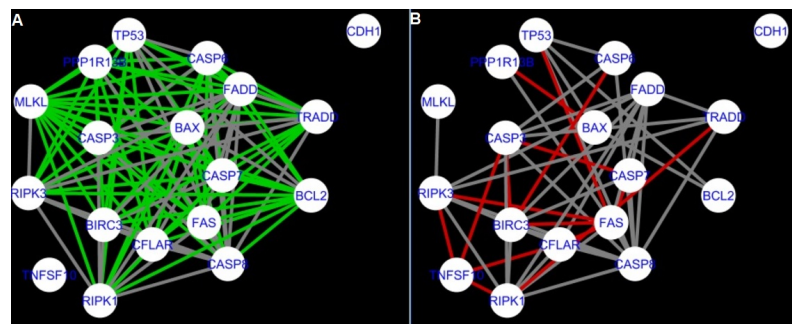 A
TP53
CDH1
PPP1R13B
CASP6
FADD
MLKL
TRADD
BAX
CASP3
CASP7
RIPK3
BCL2
BIRC3
FAS
CFLAR
CASP8
TNFSF10
RIPK1
B
TP53
CDH1
PPP1R13B
CASP6
FADD
MLKL
TRADD
BAX
CASP3
CASP7
RIPK3
BCL2
BIRC3
FAS
CFLAR
CASP8
TNFSF10
RIPK1